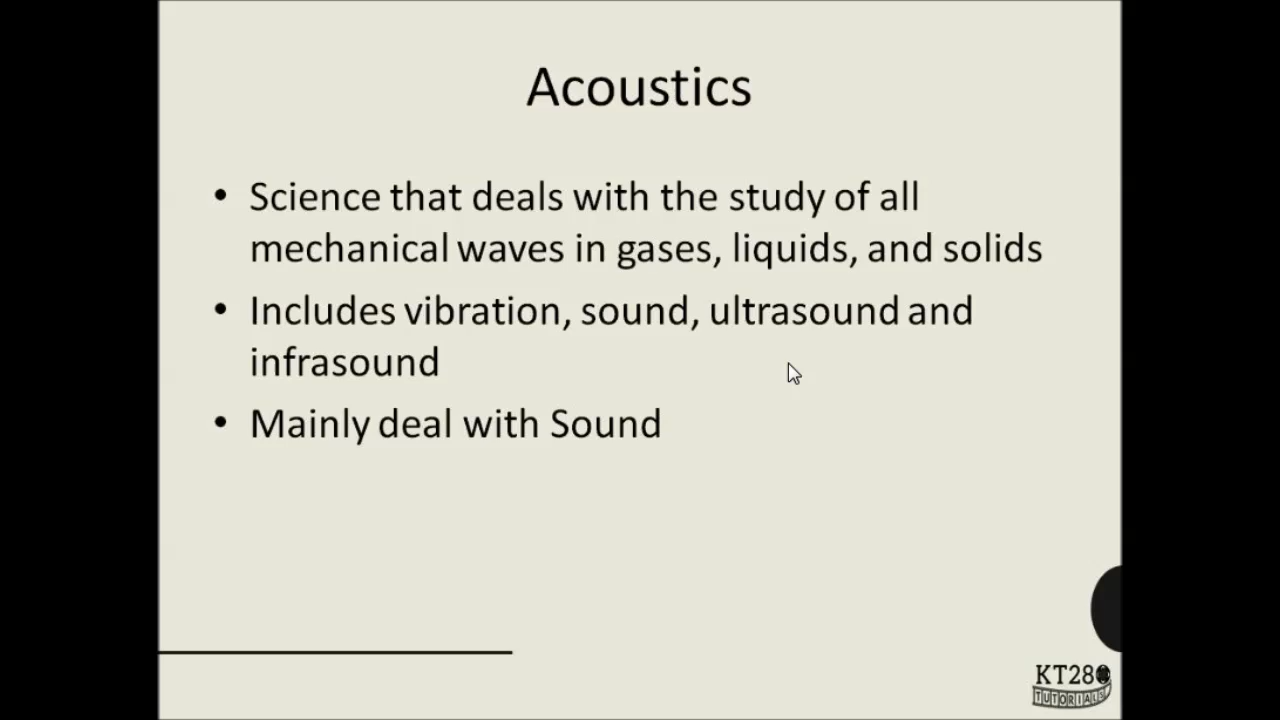 Acoustics
• Science that deals with the study of all
mechanical waves in gases, liquids, and solids
• Includes vibration, sound, ultrasound and
infrasound
• Mainly deal with Sound
KT280
TUTORIALS